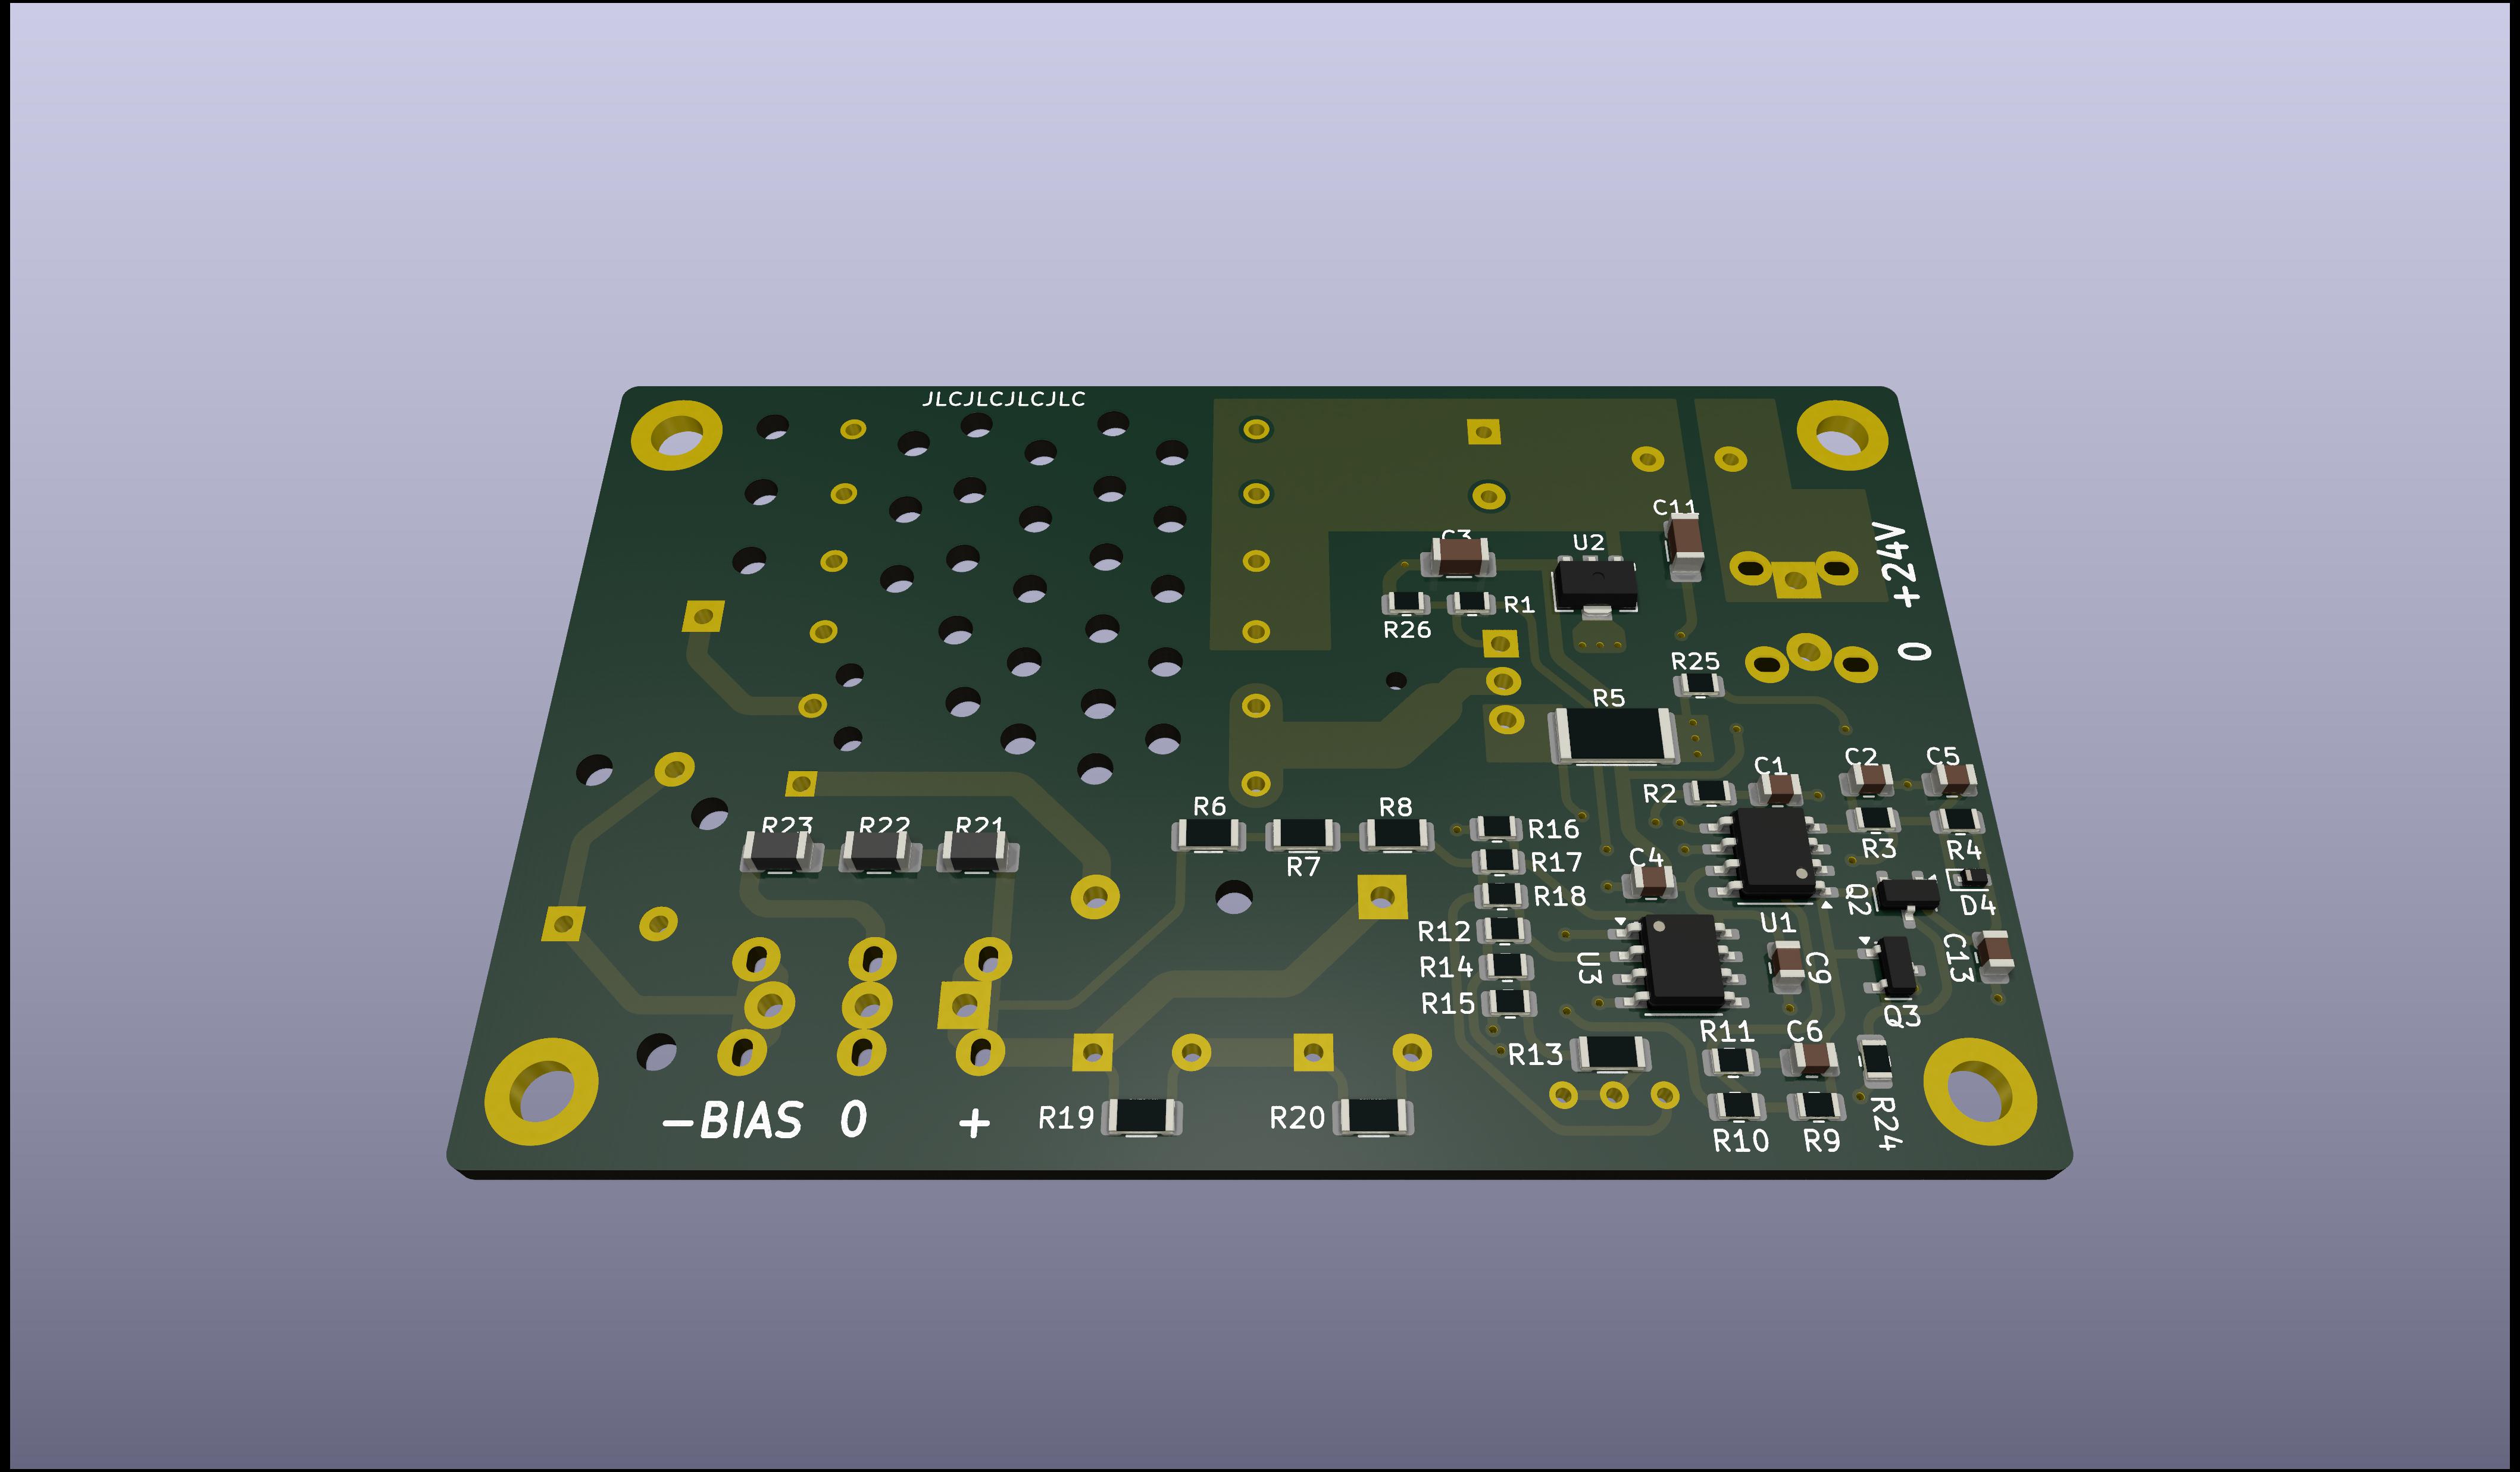 JLCJLCJLCJLC
C11
C3
U2
+24V
R1
R26
0
R25
R5
C1
C2
C5
R2
R6
R8
R23
R22
R21
R16
R3
R4
R7
R17
C4
R18
Q2
D4
U1
R12
U3
R14
C9
C13
R15
Q3
R11
C6
R13
-BIAS
0
+
R19
R20
R10
R9
R24